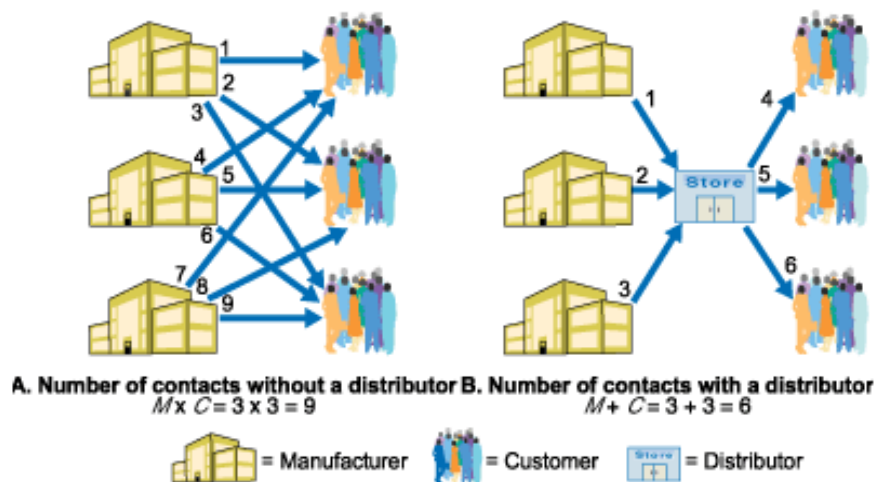 1
2
3
4
5
6
7
8
9
1
2
3
Store
4
5
6
A. Number of contacts without a distributor
M x C = 3 x 3 = 9
B. Number of contacts with a distributor
M + C = 3 + 3 = 6
= Manufacturer
= Customer
Store
= Distributor